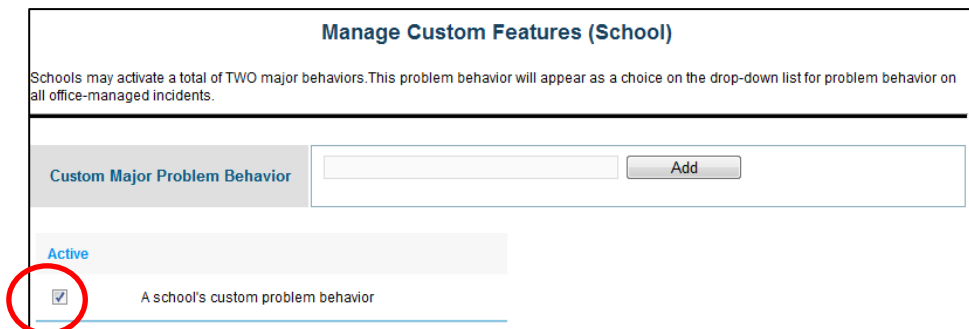 Manage Custom Features (School)
Schools may activate a total of TWO major behaviors.This problem behavior will appear as a choice on the drop-down list for problem behavior on
all office-managed incidents.
Custom Major Problem Behavior
Add
Active
A school's custom problem behavior